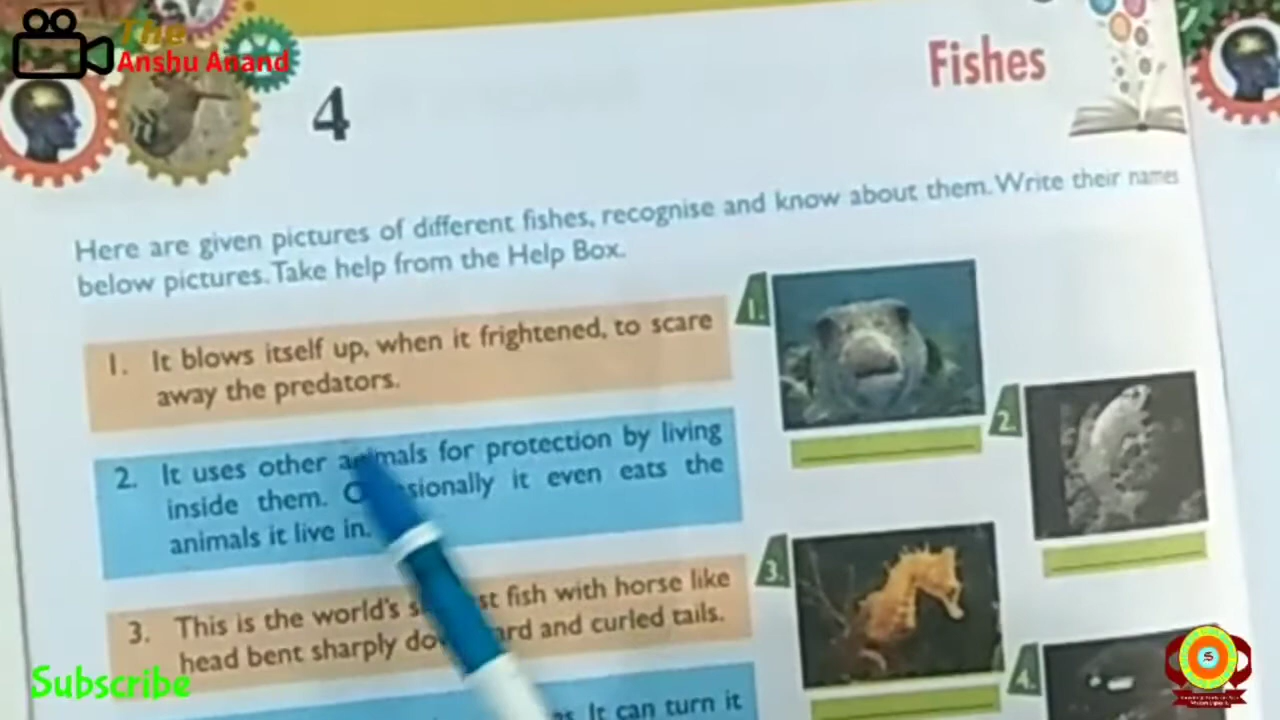 The
Anshu Anand
4
Fishes
Here are given pictures of different fishes, recognise and know about them. Write their names
below pictures. Take help from the Help Box.
1. It blows itself up, when it frightened, to scare
away the predators.
1.
2. It uses other animals for protection by living
inside them. Occasionally it even eats the
animals it live in.
2.
3. This is the world's st fish with horse like
head bent sharply downward and curled tails.
3.
4.
It can turn it
Subscribe